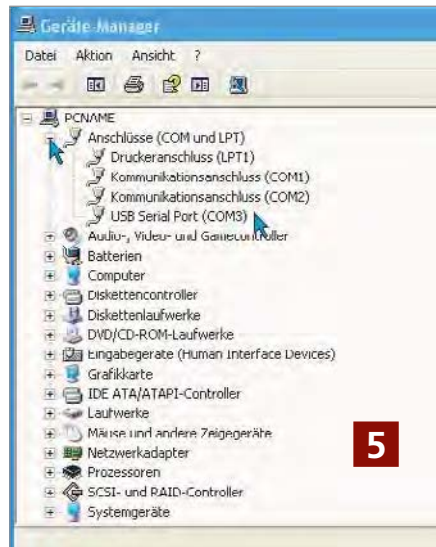 Geräte-Manager
Datei Aktion Ansicht ?
PCNAME
Anschlüsse (COM und LPT)
Druckeranschluss (LPT1)
Kommunikationsanschluss (COM1)
Kommunikationsanschluss (COM2)
USB Serial Port (COM3)
Audio-, Video- und Gamecontroller
Batterien
Computer
Diskettencontroller
Diskettenlaufwerke
DVD/CD-ROM-Laufwerke
Eingabegeräte (Human Interface Devices)
Grafikkarte
IDE ATA/ATAPI-Controller
Laufwerke
Mäuse und andere Zeigegeräte
Netzwerkadapter
Prozessoren
SCSI- und RAID-Controller
Systemgeräte
5